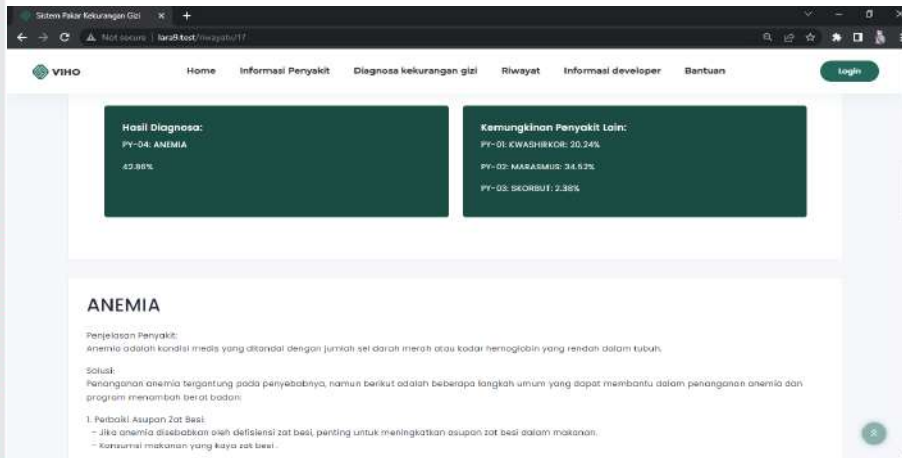 Sistem Pakar Kekurangan Gizi
Not secure | lara9.test/riwayats/17
VIHO
Home Informasi Penyakit Diagnosa kekurangan gizi Riwayat Informasi developer Bantuan Login
Hasil Diagnosa:
PY-04: ANEMIA
42.86%
Kemungkinan Penyakit Lain:
PY-01: KWASHIRKOR: 20.24%
PY-02: MARASMUS: 34.52%
PY-03: SKORBUT: 2.38%
ANEMIA
Penjelasan Penyakit:
Anemia adalah kondisi medis yang ditandai dengan jumlah sel darah merah atau kadar hemoglobin yang rendah dalam tubuh.
Solusi:
Penanganan anemia tergantung pada penyebabnya, namun berikut adalah beberapa langkah umum yang dapat membantu dalam penanganan anemia dan
program menambah berat badan:
1. Perbaiki Asupan Zat Besi:
- Jika anemia disebabkan oleh defisiensi zat besi, penting untuk meningkatkan asupan zat besi dalam makanan.
- Konsumsi makanan yang kaya zat besi .